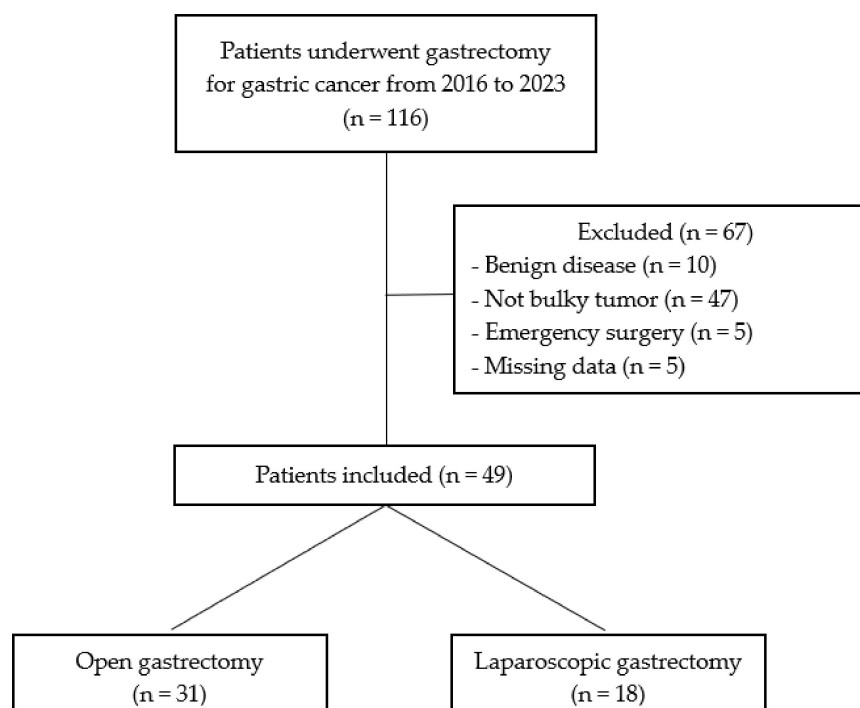 Patients underwent gastrectomy
for gastric cancer from 2016 to 2023
(n = 116)
Excluded (n = 67)
- Benign disease (n = 10)
- Not bulky tumor (n = 47)
- Emergency surgery (n = 5)
- Missing data (n = 5)
Patients included (n = 49)
Open gastrectomy
(n = 31)
Laparoscopic gastrectomy
(n = 18)